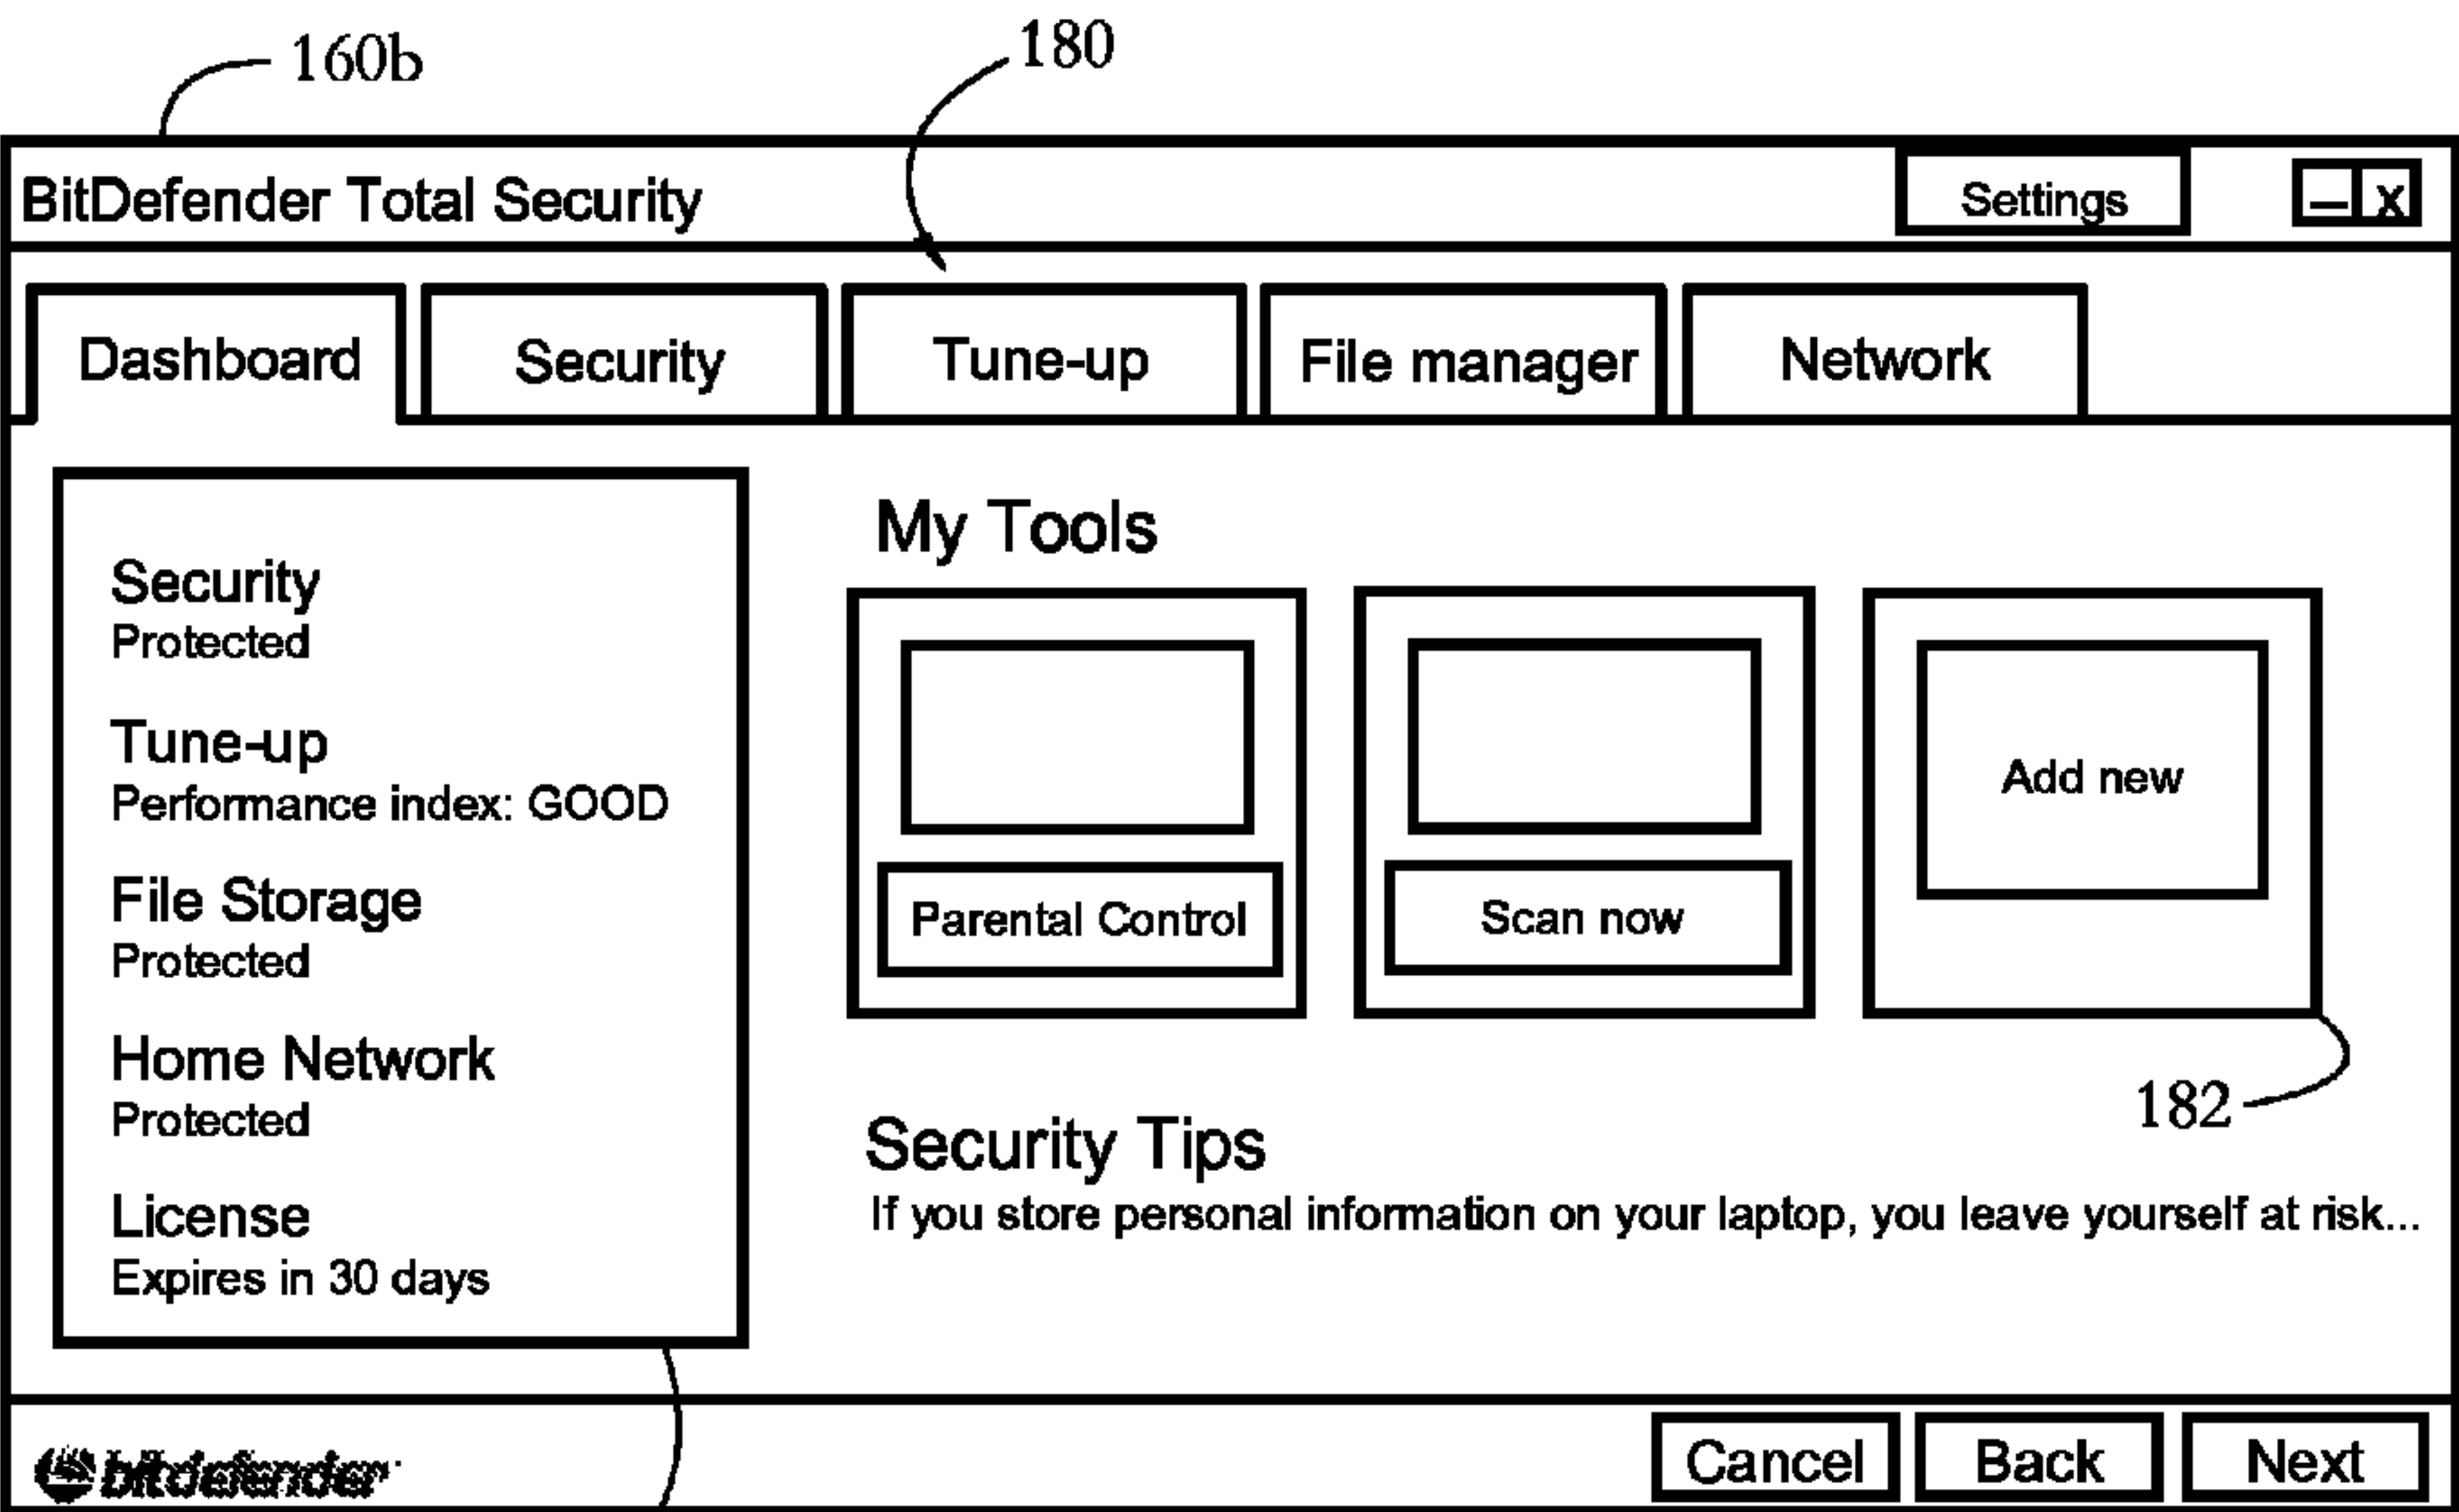 160b
180
BitDefender Total Security
Settings
_ X
Dashboard
Security
Tune-up
File manager
Network
Security
Protected
Tune-up
Performance index: GOOD
File Storage
Protected
Home Network
Protected
License
Expires in 30 days
My Tools
Parental Control
Scan now
Add new
182
Security Tips
If you store personal information on your laptop, you leave yourself at risk...
bitdefender
Cancel
Back
Next